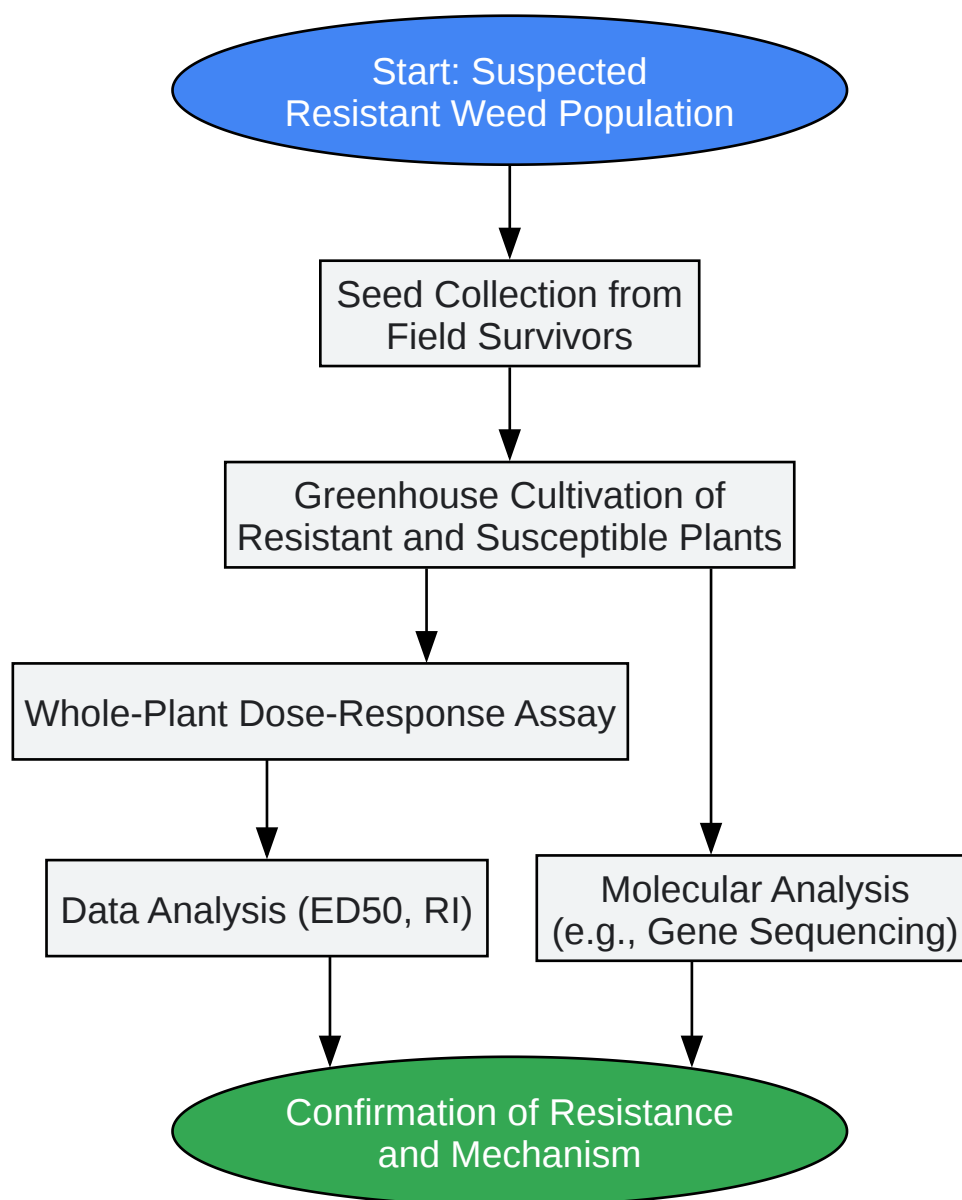 Start: Suspected
Resistant Weed Population
Seed Collection from
Field Survivors
Greenhouse Cultivation of
Resistant and Susceptible Plants
Whole-Plant Dose-Response Assay
Data Analysis (ED50, RI)
Molecular Analysis
(e.g., Gene Sequencing)
Confirmation of Resistance
and Mechanism